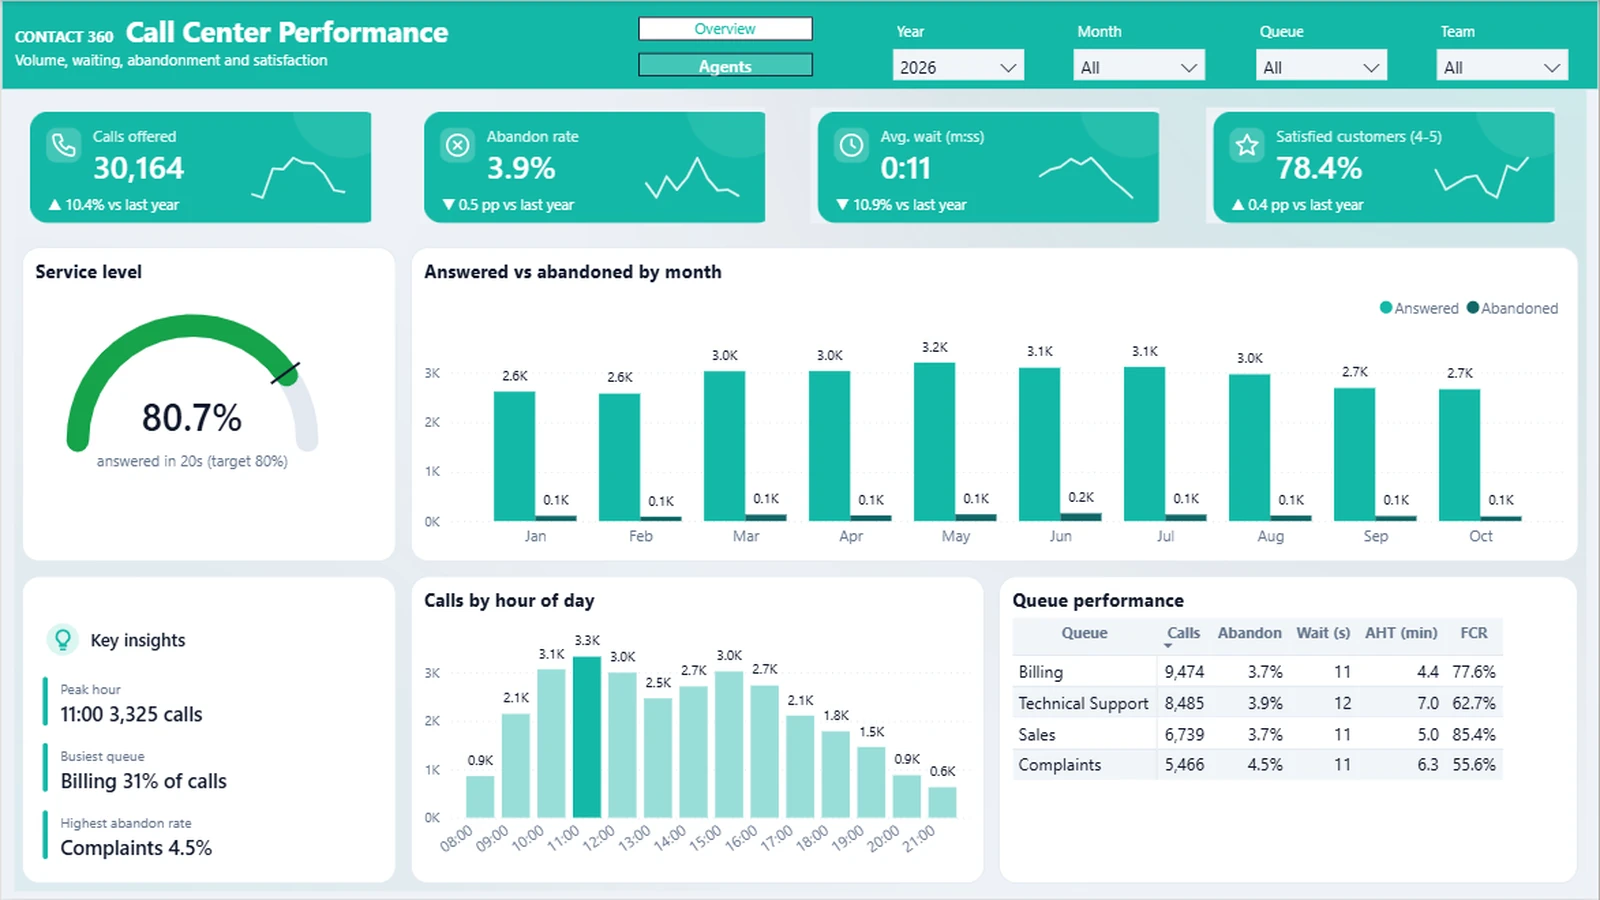 CONTACT 360 Call Center Performance
Volume, waiting, abandonment and satisfaction
Overview
Agents
Year
2026
Month
All
Queue
All
Team
All
Calls offered
30,164
▲ 10.4% vs last year
Abandon rate
3.9%
▼ 0.5 pp vs last year
Avg. wait (m:ss)
0:11
▼ 10.9% vs last year
Satisfied customers (4-5)
78.4%
▲ 0.4 pp vs last year
Service level
80.7%
answered in 20s (target 80%)
Answered vs abandoned by month
Answered Abandoned
3K
2K
1K
0K
2.6K 2.6K 3.0K 3.0K 3.2K 3.1K 3.1K 3.0K 2.7K 2.7K
0.1K 0.1K 0.1K 0.1K 0.1K 0.2K 0.1K 0.1K 0.1K 0.1K
Jan Feb Mar Apr May Jun Jul Aug Sep Oct
Key insights
Peak hour
11:00 3,325 calls
Busiest queue
Billing 31% of calls
Highest abandon rate
Complaints 4.5%
Calls by hour of day
3K
2K
1K
0K
0.9K 2.1K 3.1K 3.3K 3.0K 2.5K 2.7K 3.0K 2.7K 2.1K 1.8K 1.5K 0.9K 0.6K
08:00 09:00 10:00 11:00 12:00 13:00 14:00 15:00 16:00 17:00 18:00 19:00 20:00 21:00
Queue performance
Queue Calls Abandon Wait (s) AHT (min) FCR
Billing 9,474 3.7% 11 4.4 77.6%
Technical Support 8,485 3.9% 12 7.0 62.7%
Sales 6,739 3.7% 11 5.0 85.4%
Complaints 5,466 4.5% 11 6.3 55.6%